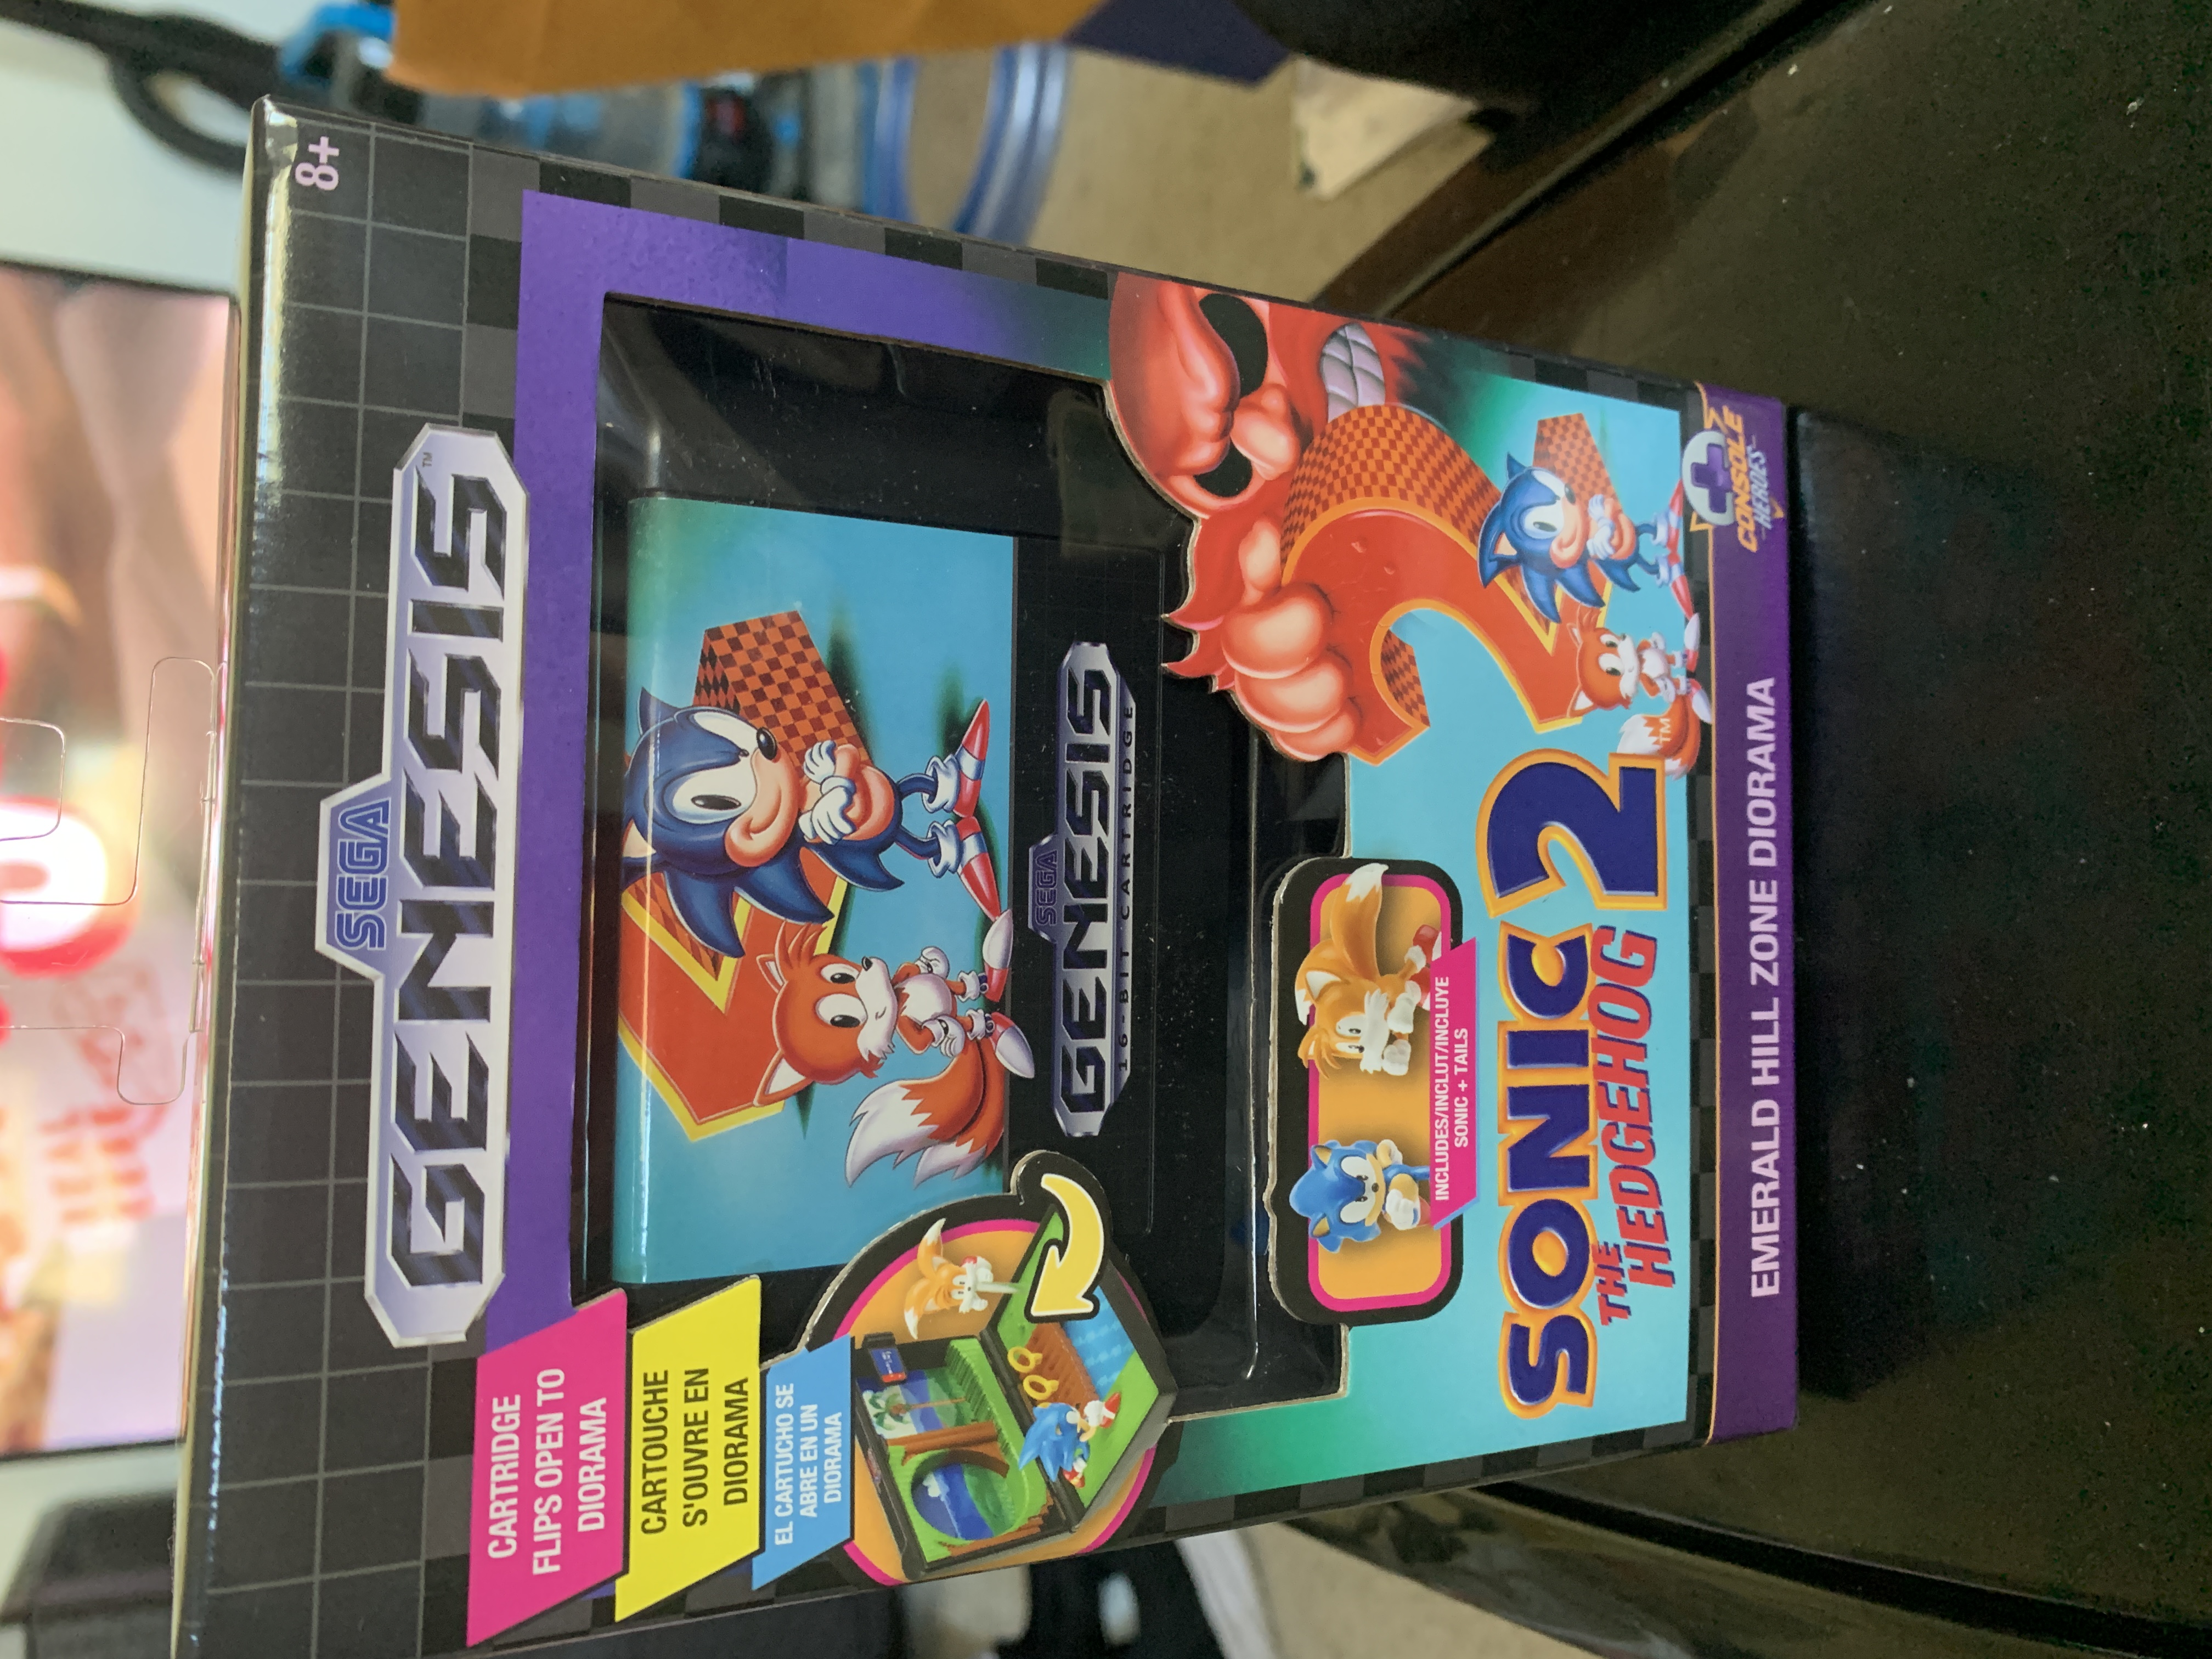 8+
SEGA
GENESIS™
CARTRIDGE
FLIPS OPEN TO
DIORAMA
CARTOUCHE
S'OUVRE EN
DIORAMA
EL CARTUCHO SE
ABRE EN UN
DIORAMA
SEGA
GENESIS
16-BIT CARTRIDGE
INCLUDES/INCLUT/INCLUYE
SONIC + TAILS
SONIC 2 TM
THE
HEDGEHOG
EMERALD HILL ZONE DIORAMA
CONSOLE
HEROES